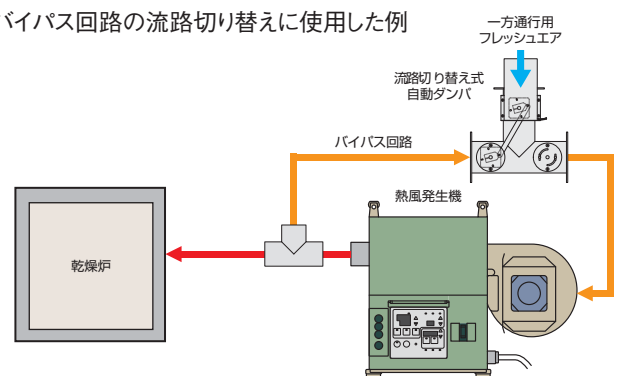 バイパス回路の流路切り替えに使用した例
一方通行用
フレッシュエア
流路切り替え式
自動ダンパ
バイパス回路
熱風発生機
乾燥炉